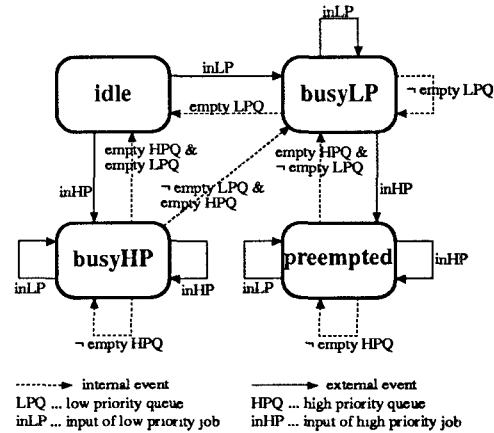 inLP
inLP
idle
busyLP
¬ empty LPQ
empty LPQ
empty HPQ &
empty LPQ
empty HPQ &
¬ empty LPQ
inHP
¬ empty LPQ &
empty HPQ
inHP
busyHP
preempted
inLP
inHP
inLP
inHP
¬ empty HPQ
¬ empty HPQ
internal event
external event
LPQ ... low priority queue
HPQ ... high priority queue
inLP ... input of low priority job
inHP ... input of high priority job